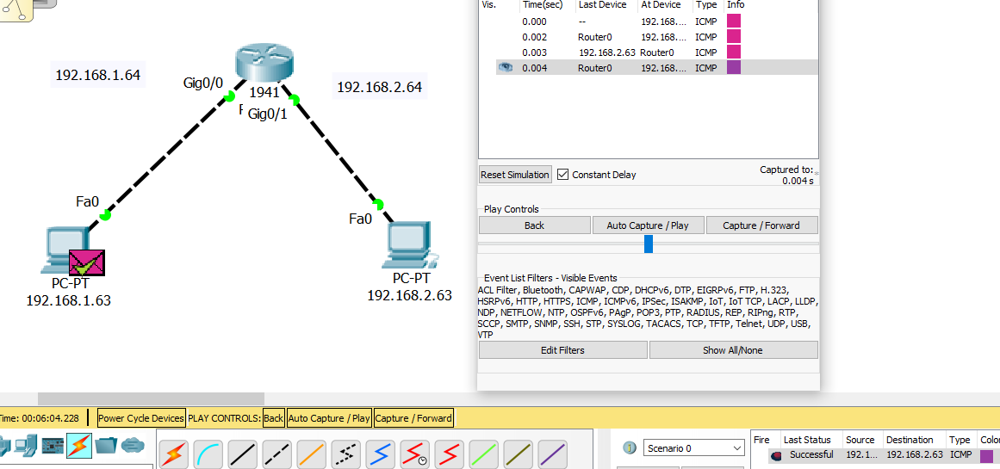 Vis. Time(sec) Last Device At Device Type Info
0.000 -- 192.168.... ICMP
0.002 Router0 192.168.... ICMP
0.003 192.168.2.63 Router0 ICMP
0.004 Router0 192.168.... ICMP
192.168.1.64
Gig0/0
1941
192.168.2.64
Gig0/1
Fa0
Fa0
PC-PT
192.168.1.63
PC-PT
192.168.2.63
Reset Simulation Constant Delay Captured to:
0.004 s
Play Controls
Back Auto Capture / Play Capture / Forward
Event List Filters - Visible Events
ACL Filter, Bluetooth, CAPWAP, CDP, DHCPv6, DTP, EIGRPv6, FTP, H.323,
HSRPv6, HTTP, HTTPS, ICMP, ICMPv6, IPSec, ISAKMP, IoT, IoT TCP, LACP, LLDP,
NDP, NETFLOW, NTP, OSPFv6, PAgP, POP3, PTP, RADIUS, REP, RIPng, RTP,
SCCP, SMTP, SNMP, SSH, STP, SYSLOG, TACACS, TCP, TFTP, Telnet, UDP, USB,
VTP
Edit Filters Show All/None
Time: 00:06:04.228 Power Cycle Devices PLAY CONTROLS: Back Auto Capture / Play Capture / Forward
Scenario 0
Fire Last Status Source Destination Type Color
Successful 192.1... 192.168.2.63 ICMP